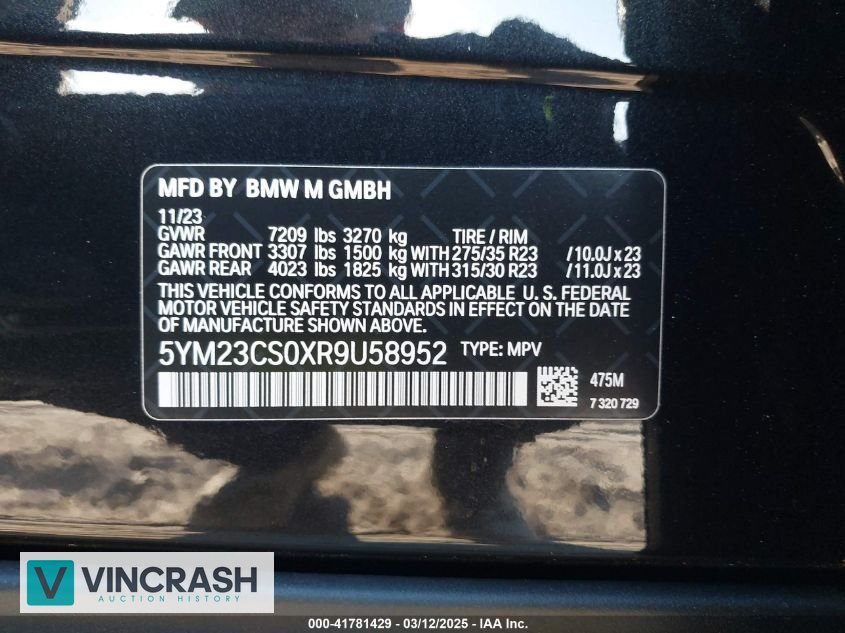 MFD BY BMW M GMBH
11/23
GVWR 7209 lbs 3270 kg TIRE / RIM
GAWR FRONT 3307 lbs 1500 kg WITH 275/35 R23 /10.0J x 23
GAWR REAR 4023 lbs 1825 kg WITH 315/30 R23 /11.0J x 23
THIS VEHICLE CONFORMS TO ALL APPLICABLE U. S. FEDERAL
MOTOR VEHICLE SAFETY STANDARDS IN EFFECT ON THE DATE
OF MANUFACTURE SHOWN ABOVE.
5YM23CS0XR9U58952 TYPE: MPV
475M
7 320 729
V VINCRASH
AUCTION HISTORY
000-41781429 - 03/12/2025 - IAA Inc.